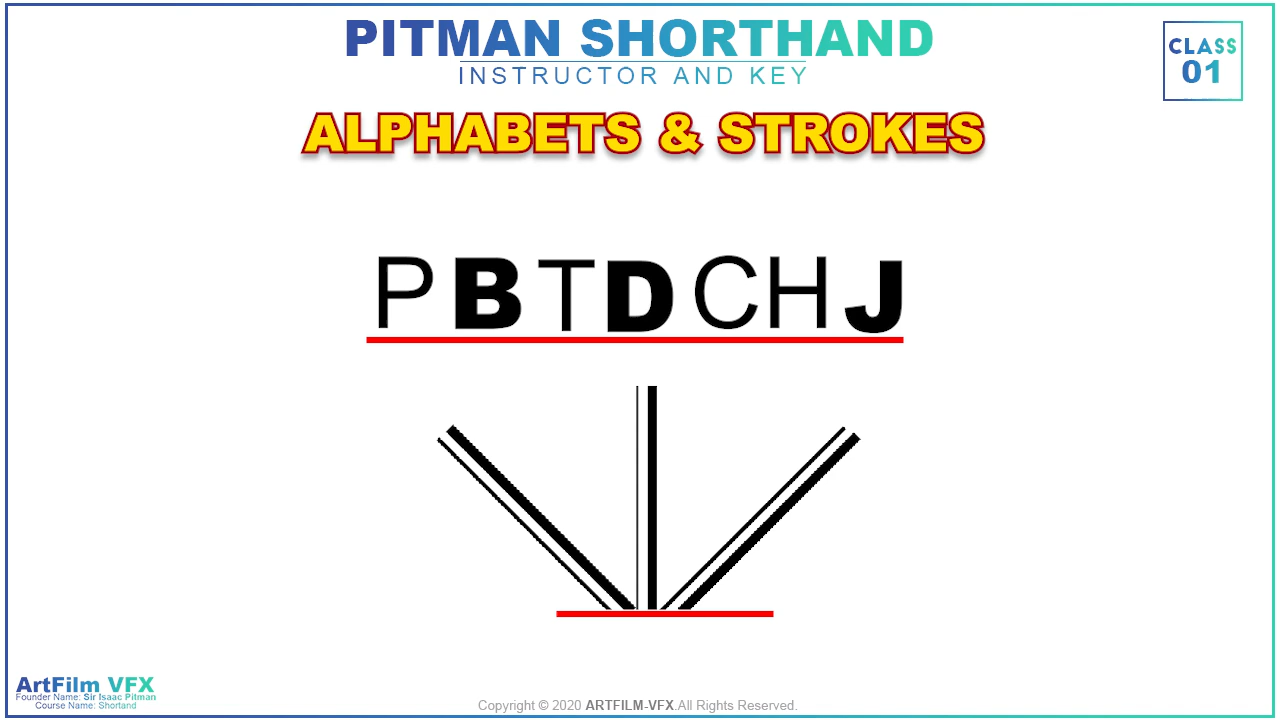 PITMAN SHORTHAND
INSTRUCTOR AND KEY
CLASS
01
ALPHABETS & STROKES
P B T D CH J
ArtFilm VFX
Founder Name: Sir Isaac Pitman
Course Name: Shortand
Copyright © 2020 ARTFILM-VFX.All Rights Reserved.